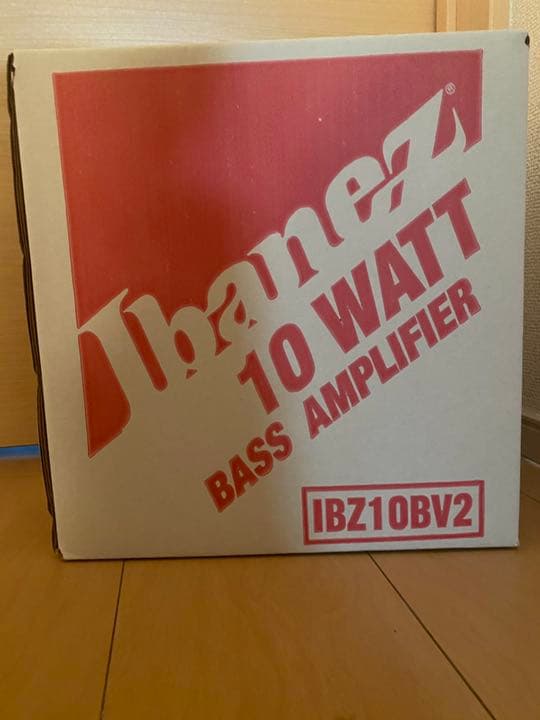 Ibanez®
10 WATT
BASS AMPLIFIER
IBZ10BV2